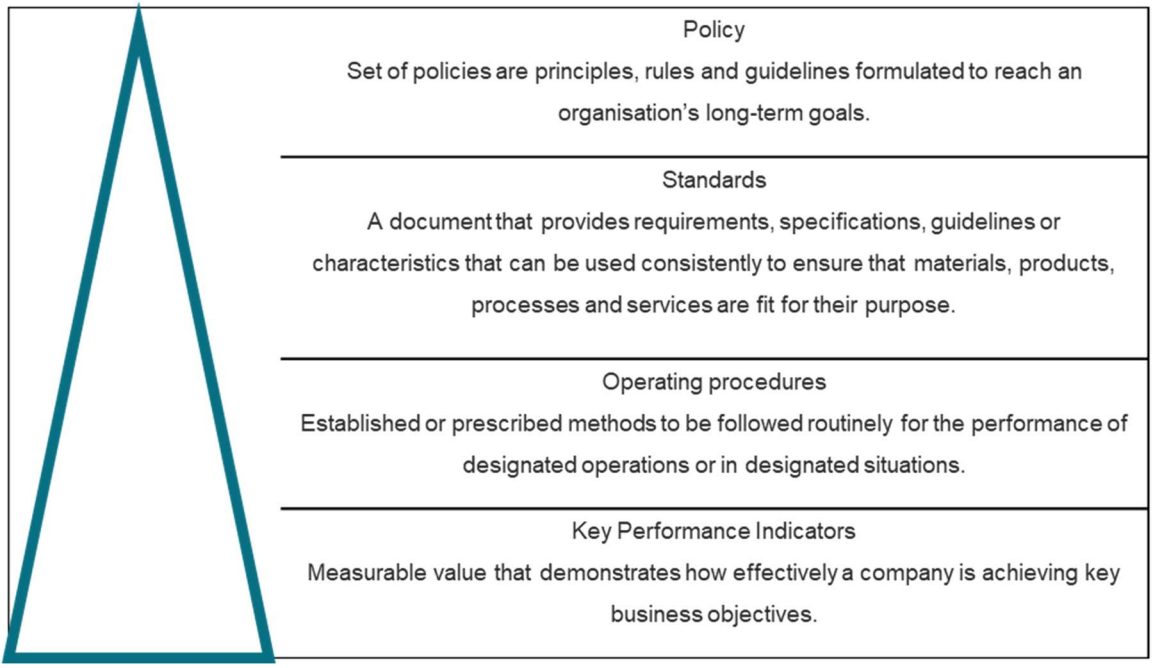 Policy
Set of policies are principles, rules and guidelines formulated to reach an
organisation's long-term goals.
Standards
A document that provides requirements, specifications, guidelines or
characteristics that can be used consistently to ensure that materials, products,
processes and services are fit for their purpose.
Operating procedures
Established or prescribed methods to be followed routinely for the performance of
designated operations or in designated situations.
Key Performance Indicators
Measurable value that demonstrates how effectively a company is achieving key
business objectives.